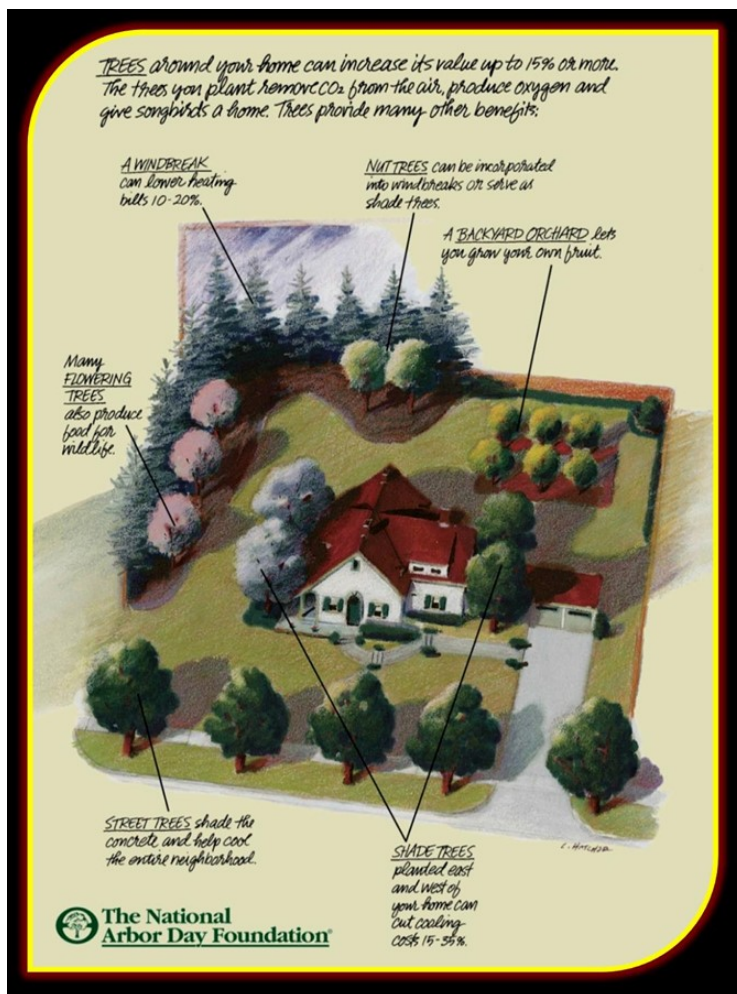 TREES around your home can increase its value up to 15% or more.
The trees you plant remove CO₂ from the air, produce oxygen and
give songbirds a home. Trees provide many other benefits:
A WINDBREAK
can lower heating
bills 10-20%.
NUT TREES can be incorporated
into windbreaks or serve as
shade trees.
A BACKYARD ORCHARD lets
you grow your own fruit.
Many
FLOWERING
TREES
also produce
food for
wildlife.
STREET TREES shade the
concrete and help cool
the entire neighborhood.
SHADE TREES
planted east
and west of
your home can
cut cooling
costs 15-35%.
The National
Arbor Day Foundation®